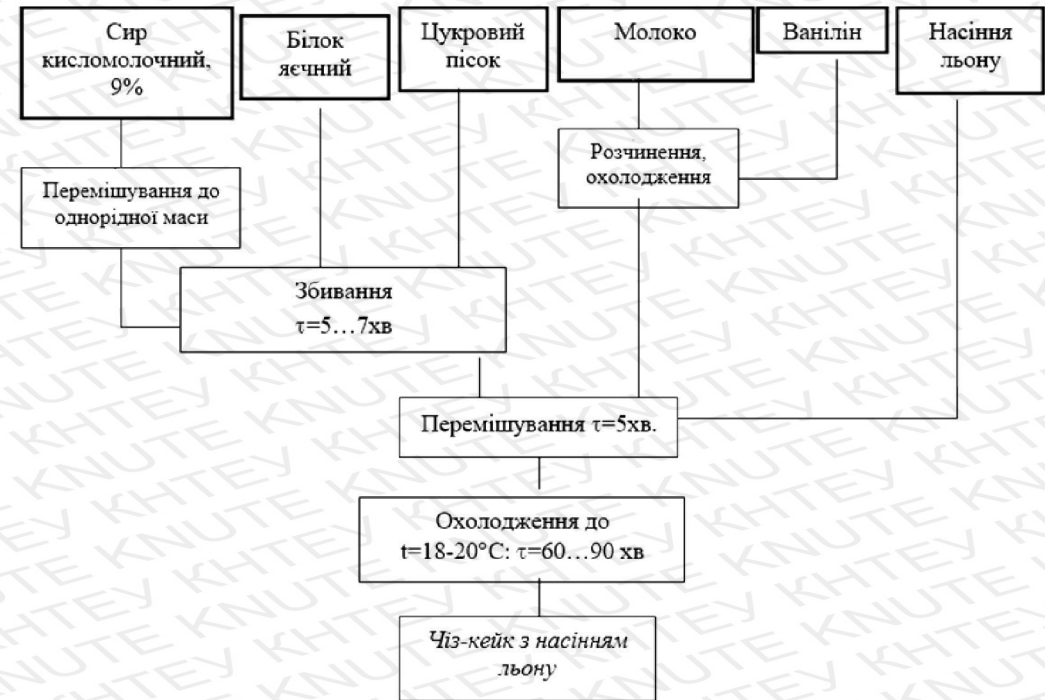 Сир
кисломолочний,
9%
Білок
яєчний
Цукровий
пісок
Молоко
Ванілін
Насіння
льону
Розчинення,
охолодження
Перемішування до
однорідної маси
Збивання
τ=5…7хв
Перемішування τ=5хв.
Охолодження до
t=18-20°C: τ=60…90 хв
Чіз-кейк з насінням
льону